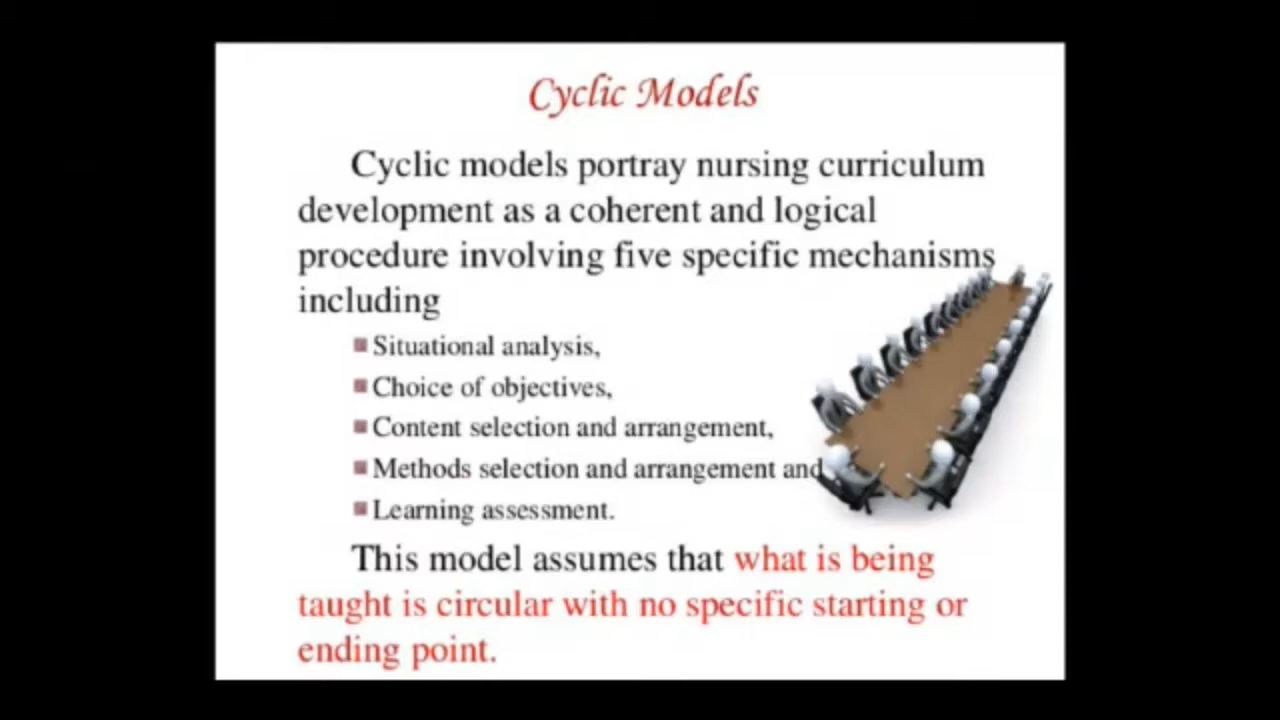 Cyclic Models
Cyclic models portray nursing curriculum
development as a coherent and logical
procedure involving five specific mechanisms
including
Situational analysis,
Choice of objectives,
Content selection and arrangement,
Methods selection and arrangement and
Learning assessment.
This model assumes that what is being
taught is circular with no specific starting or
ending point.